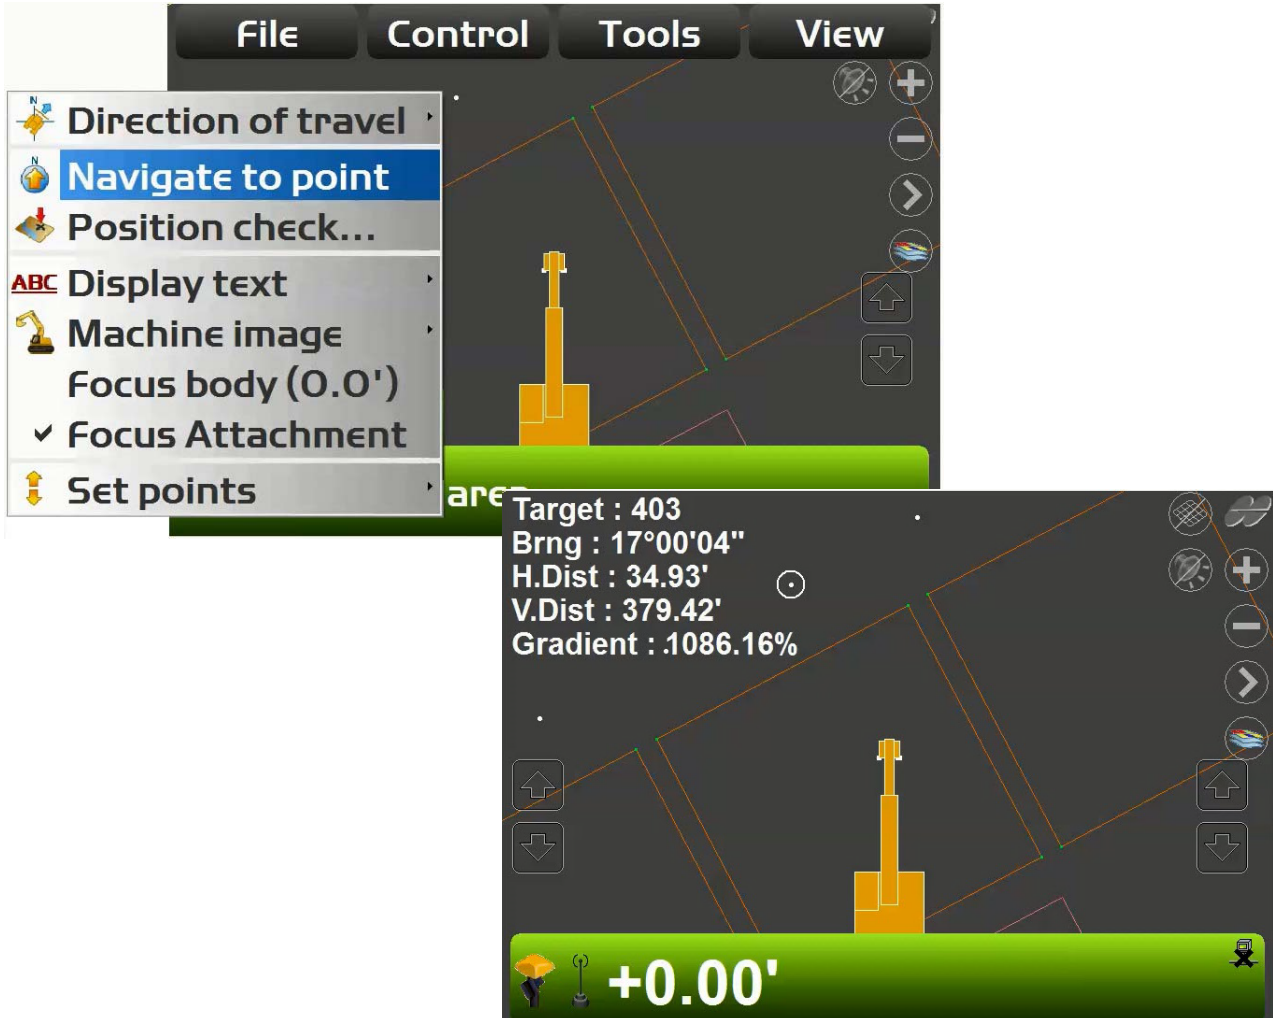 File Control Tools View
N
Direction of travel
N
Navigate to point
Position check...
ABC Display text
Machine image
Focus body (0.0')
Focus Attachment
Set points
Target : 403
Brng : 17°00'04"
H.Dist : 34.93'
V.Dist : 379.42'
Gradient : 1086.16%
+0.00'